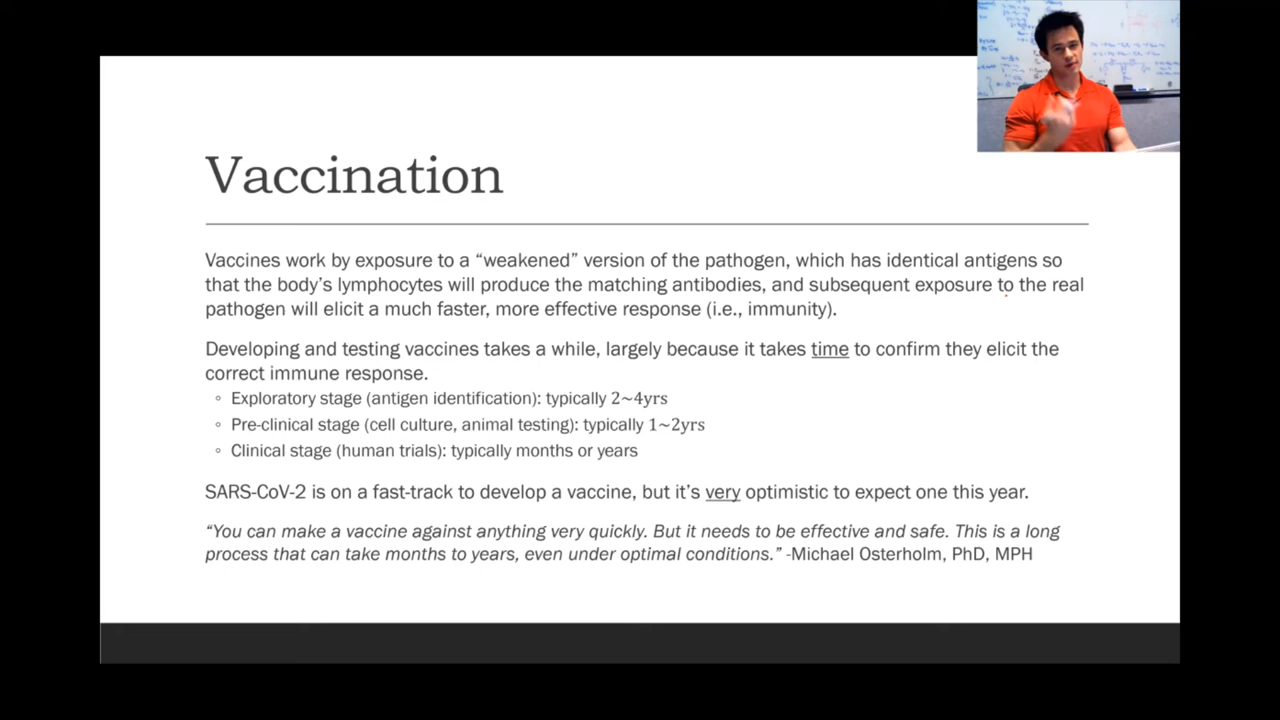 Vaccination
Vaccines work by exposure to a “weakened” version of the pathogen, which has identical antigens so
that the body’s lymphocytes will produce the matching antibodies, and subsequent exposure to the real
pathogen will elicit a much faster, more effective response (i.e., immunity).
Developing and testing vaccines takes a while, largely because it takes time to confirm they elicit the
correct immune response.
◦ Exploratory stage (antigen identification): typically 2~4yrs
◦ Pre-clinical stage (cell culture, animal testing): typically 1~2yrs
◦ Clinical stage (human trials): typically months or years
SARS-CoV-2 is on a fast-track to develop a vaccine, but it’s very optimistic to expect one this year.
“You can make a vaccine against anything very quickly. But it needs to be effective and safe. This is a long
process that can take months to years, even under optimal conditions.” -Michael Osterholm, PhD, MPH